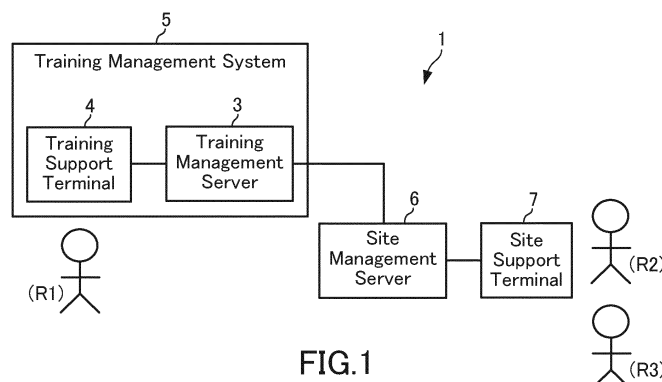 5
1
Training Management System
4
3
Training
Support
Terminal
Training
Management
Server
6
7
Site
Management
Server
Site
Support
Terminal
(R1)
(R2)
(R3)
FIG.1